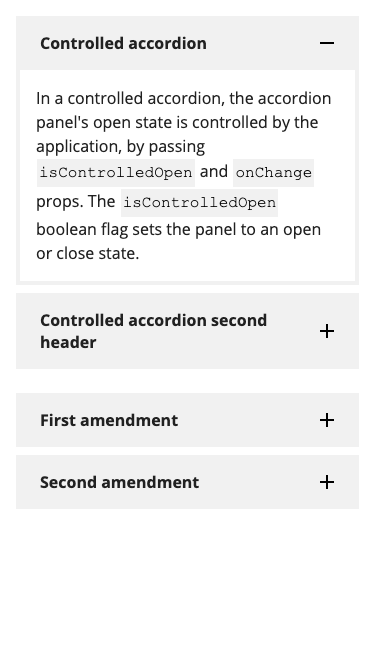 Controlled accordion
In a controlled accordion, the accordion
panel's open state is controlled by the
application, by passing
isControlledOpen and onChange
props. The isControlledOpen
boolean flag sets the panel to an open
or close state.
Controlled accordion second
header
First amendment
Second amendment